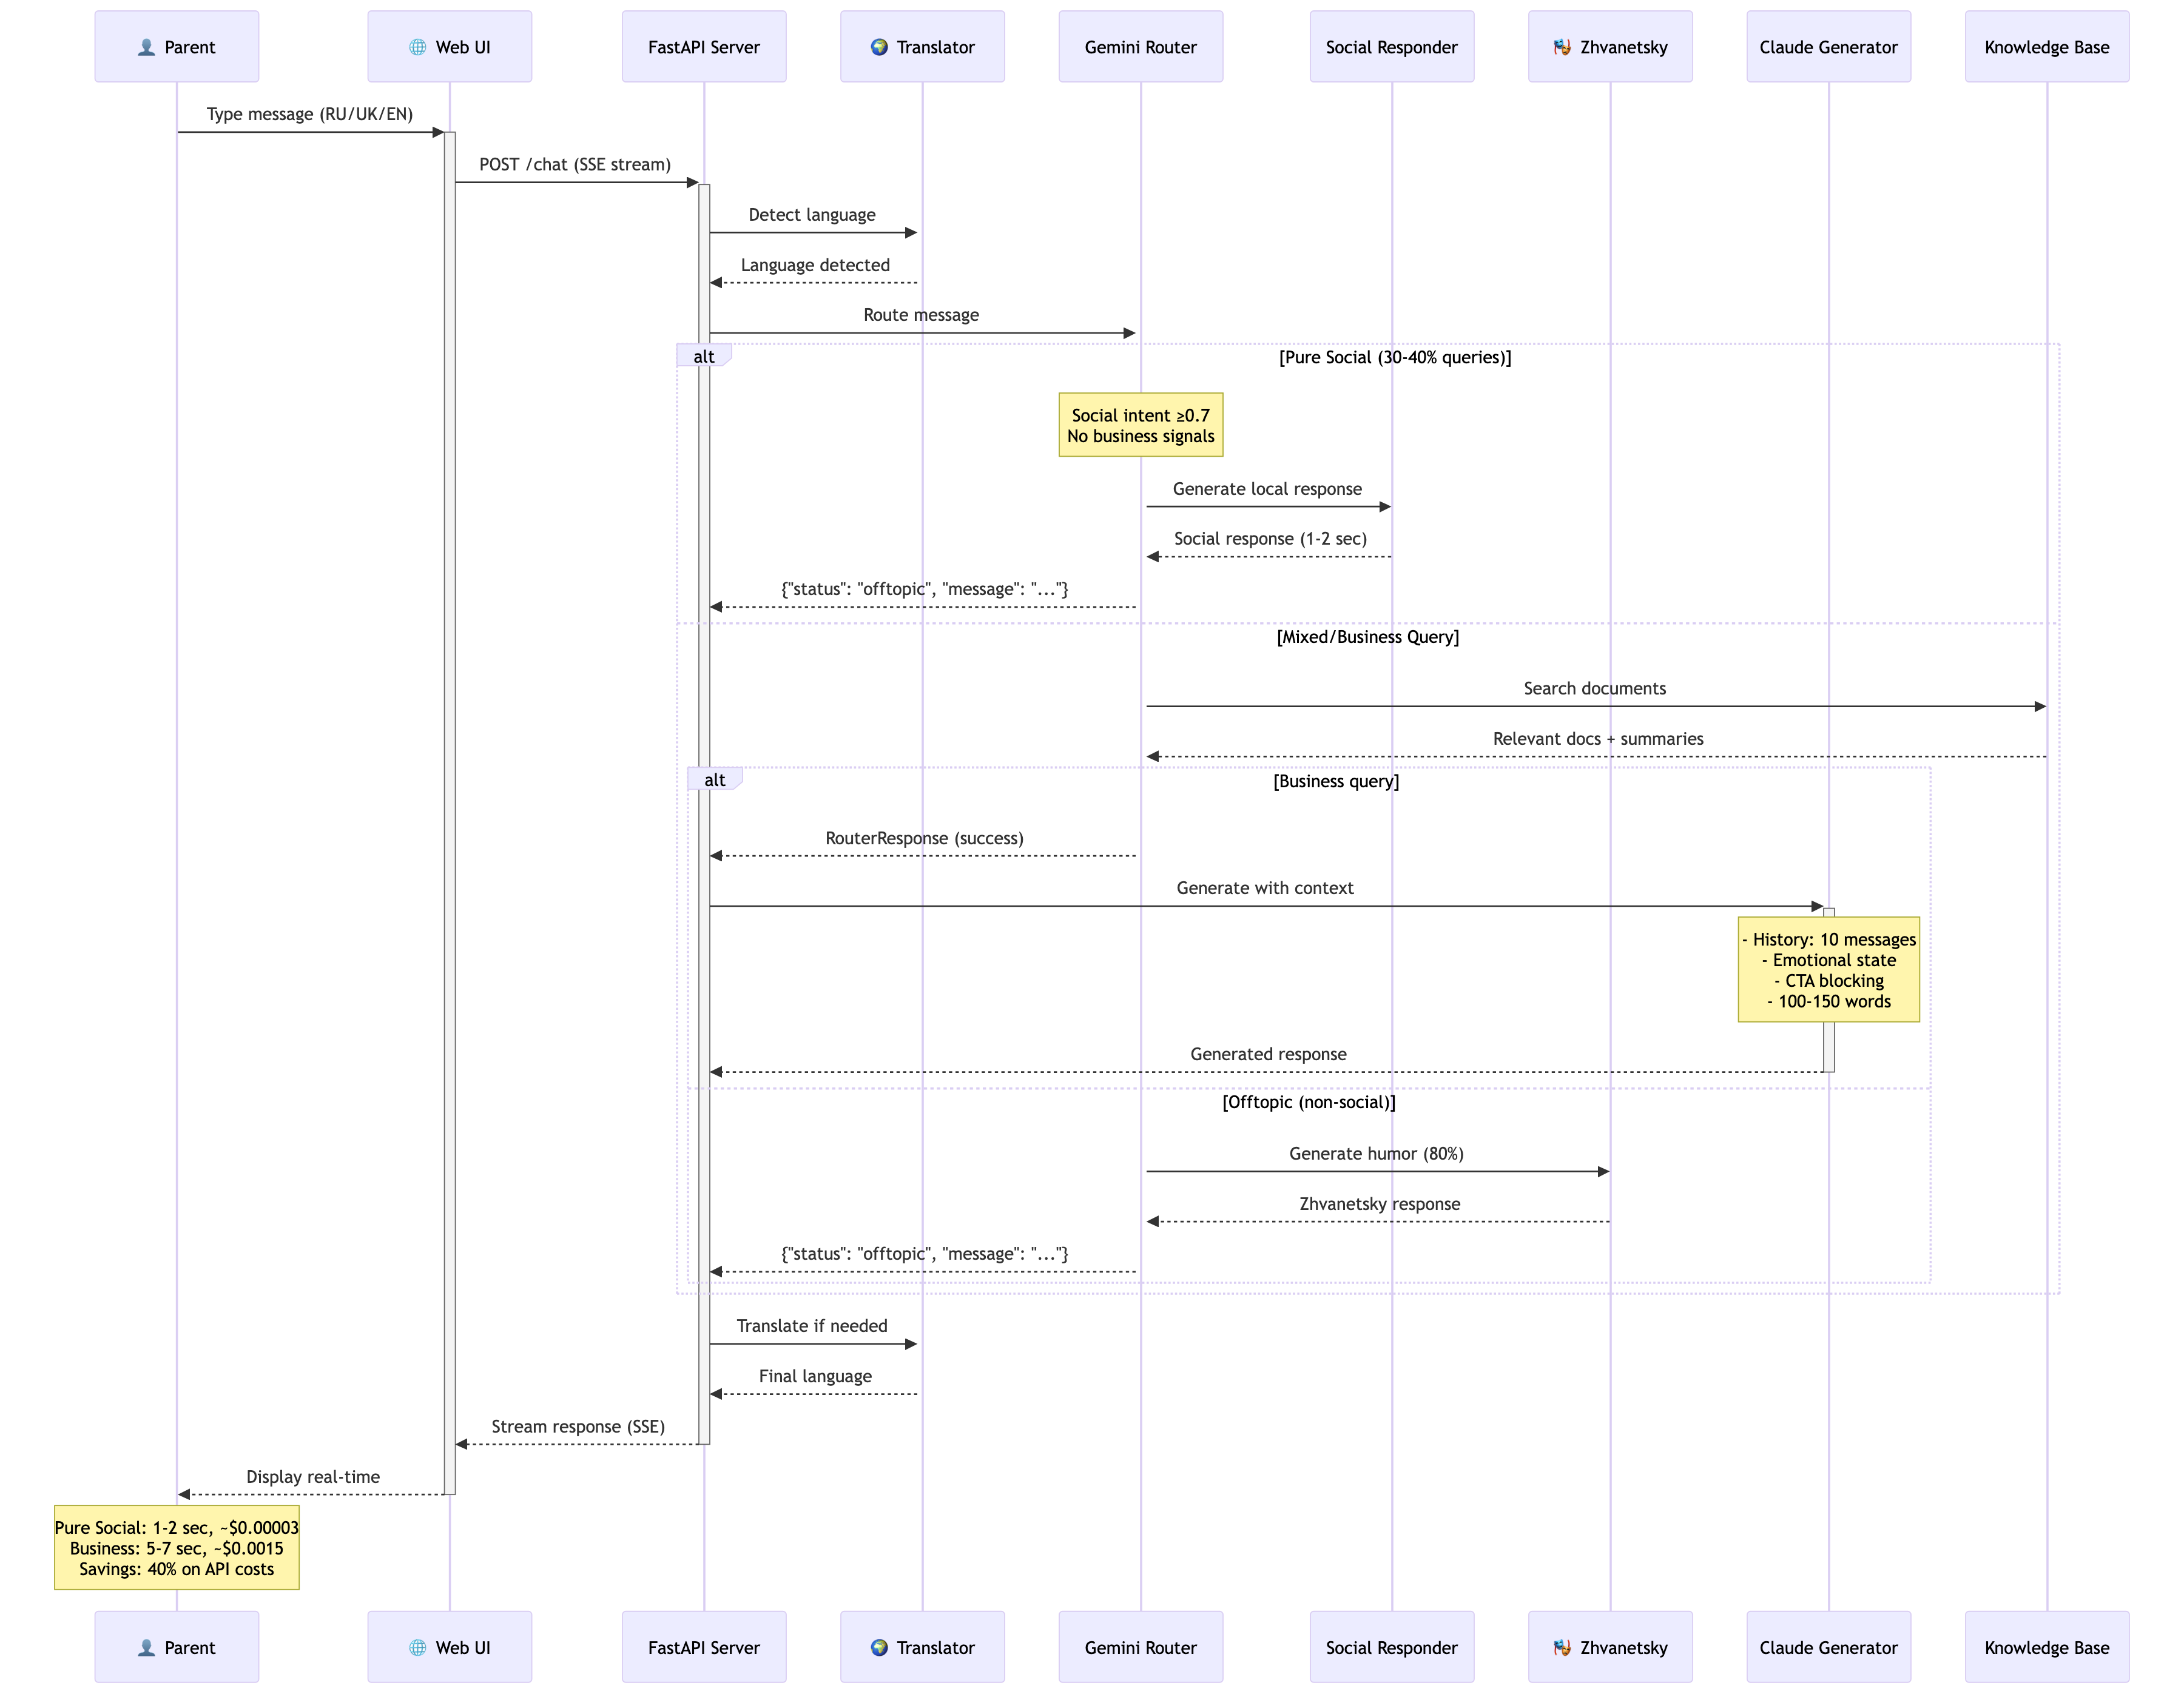 👤 Parent
🌐 Web UI
FastAPI Server
🌍 Translator
Gemini Router
Social Responder
🎭 Zhvanetsky
Claude Generator
Knowledge Base
Type message (RU/UK/EN)
POST /chat (SSE stream)
Detect language
Language detected
Route message
alt
[Pure Social (30-40% queries)]
Social intent ≥0.7
No business signals
Generate local response
Social response (1-2 sec)
{"status": "offtopic", "message": "..."}
[Mixed/Business Query]
Search documents
Relevant docs + summaries
alt
[Business query]
RouterResponse (success)
Generate with context
- History: 10 messages
- Emotional state
- CTA blocking
- 100-150 words
Generated response
[Offtopic (non-social)]
Generate humor (80%)
Zhvanetsky response
{"status": "offtopic", "message": "..."}
Translate if needed
Final language
Stream response (SSE)
Display real-time
Pure Social: 1-2 sec, ~$0.00003
Business: 5-7 sec, ~$0.0015
Savings: 40% on API costs
👤 Parent
🌐 Web UI
FastAPI Server
🌍 Translator
Gemini Router
Social Responder
🎭 Zhvanetsky
Claude Generator
Knowledge Base